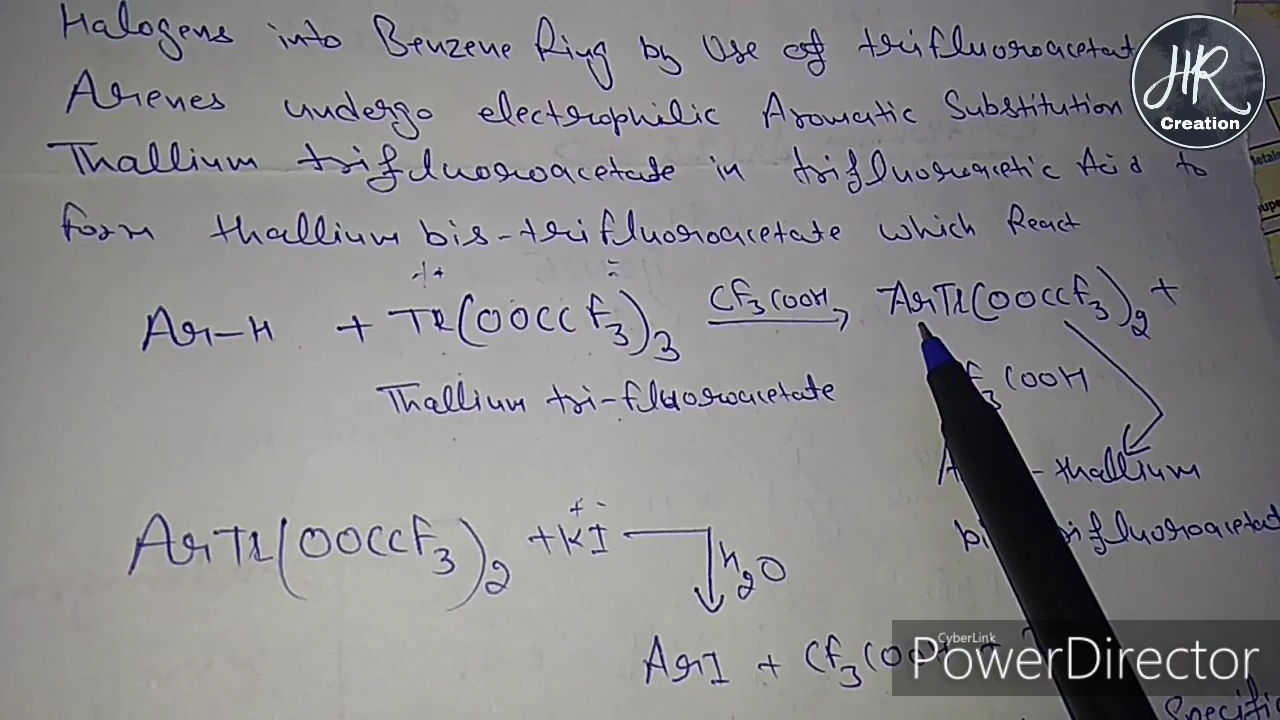 Halogens into Benzene Ring by Use of trifluoroacetat
HR
Creation
Arenes undergo electrophilic Aromatic Substitution
Thallium trifluoroacetate in trifluoroacetic Acid to
form thallium bis-trifluoroacetate which React
Ar-H + Tl(OOCCF3)3 CF3COOH ArTl(OOCCF3)2 +
Thallium tri-fluoroacetate
COOH
-thallium
ArTl(OOCCF3)2 + KI
H2O
ArI + CF3COO
CyberLink
PowerDirector